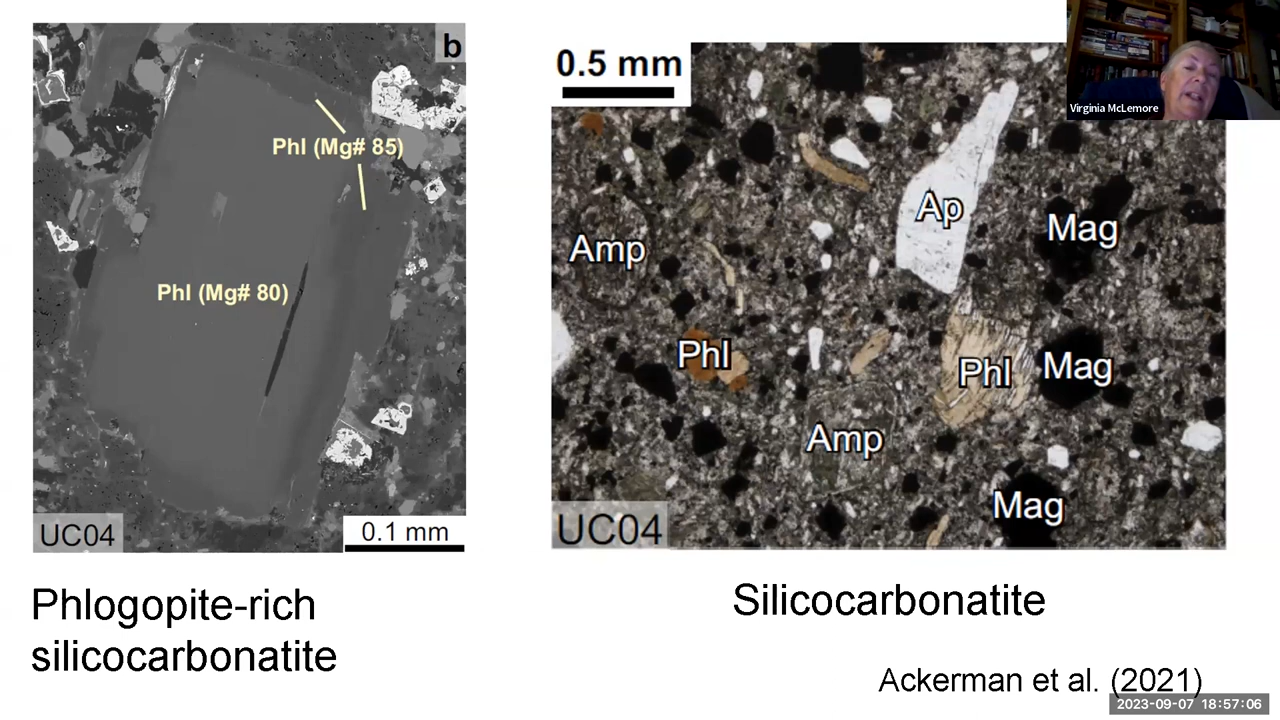 b
Phl (Mg# 85)
Phl (Mg# 80)
UC04
0.1 mm
Phlogopite-rich
silicocarbonatite
0.5 mm
Virginia McLemore
Ap
Amp
Mag
Phl
Phl
Mag
Amp
Mag
UC04
Silicocarbonatite
Ackerman et al. (2021)
2023-09-07 18:57:06